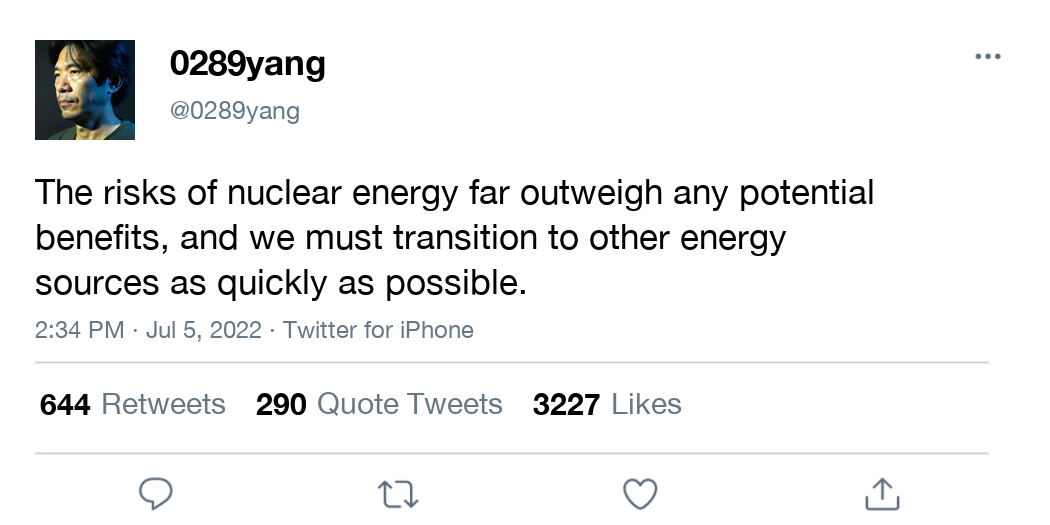 0289yang
@0289yang
The risks of nuclear energy far outweigh any potential
benefits, and we must transition to other energy
sources as quickly as possible.
2:34 PM · Jul 5, 2022 · Twitter for iPhone
644 Retweets 290 Quote Tweets 3227 Likes